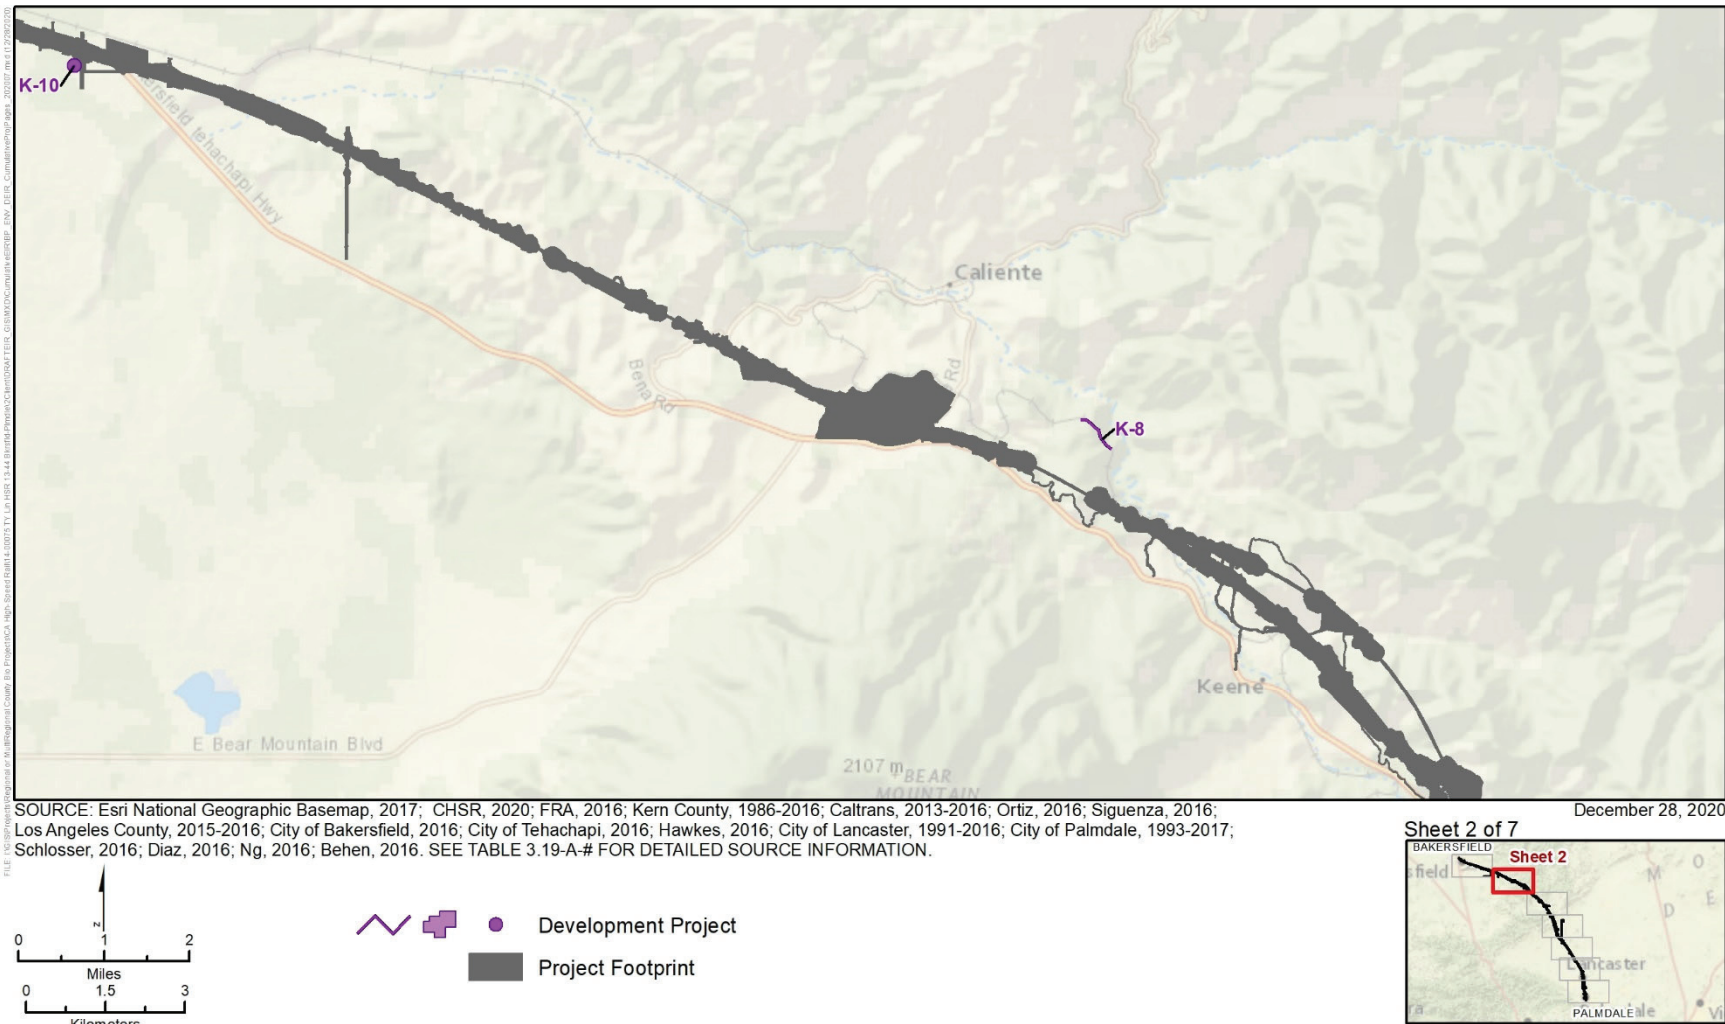 K-10
ersfield Tehachapi Hwy
Caliente
Bena Rd
Rd
K-8
Keene
E Bear Mountain Blvd
2107 m
BEAR
MOUNTAIN
SOURCE: Esri National Geographic Basemap, 2017; CHSR, 2020; FRA, 2016; Kern County, 1986-2016; Caltrans, 2013-2016; Ortiz, 2016; Siguenza, 2016;
Los Angeles County, 2015-2016; City of Bakersfield, 2016; City of Tehachapi, 2016; Hawkes, 2016; City of Lancaster, 1991-2016; City of Palmdale, 1993-2017;
Schlosser, 2016; Diaz, 2016; Ng, 2016; Behen, 2016. SEE TABLE 3.19-A-# FOR DETAILED SOURCE INFORMATION.
December 28, 2020
Sheet 2 of 7
BAKERSFIELD
Sheet 2
sfield
M O
D E
Lancaster
PALMDALE
ale
Vi
ra
z
0 1 2
Miles
0 1.5 3
Kilometers
Development Project
Project Footprint